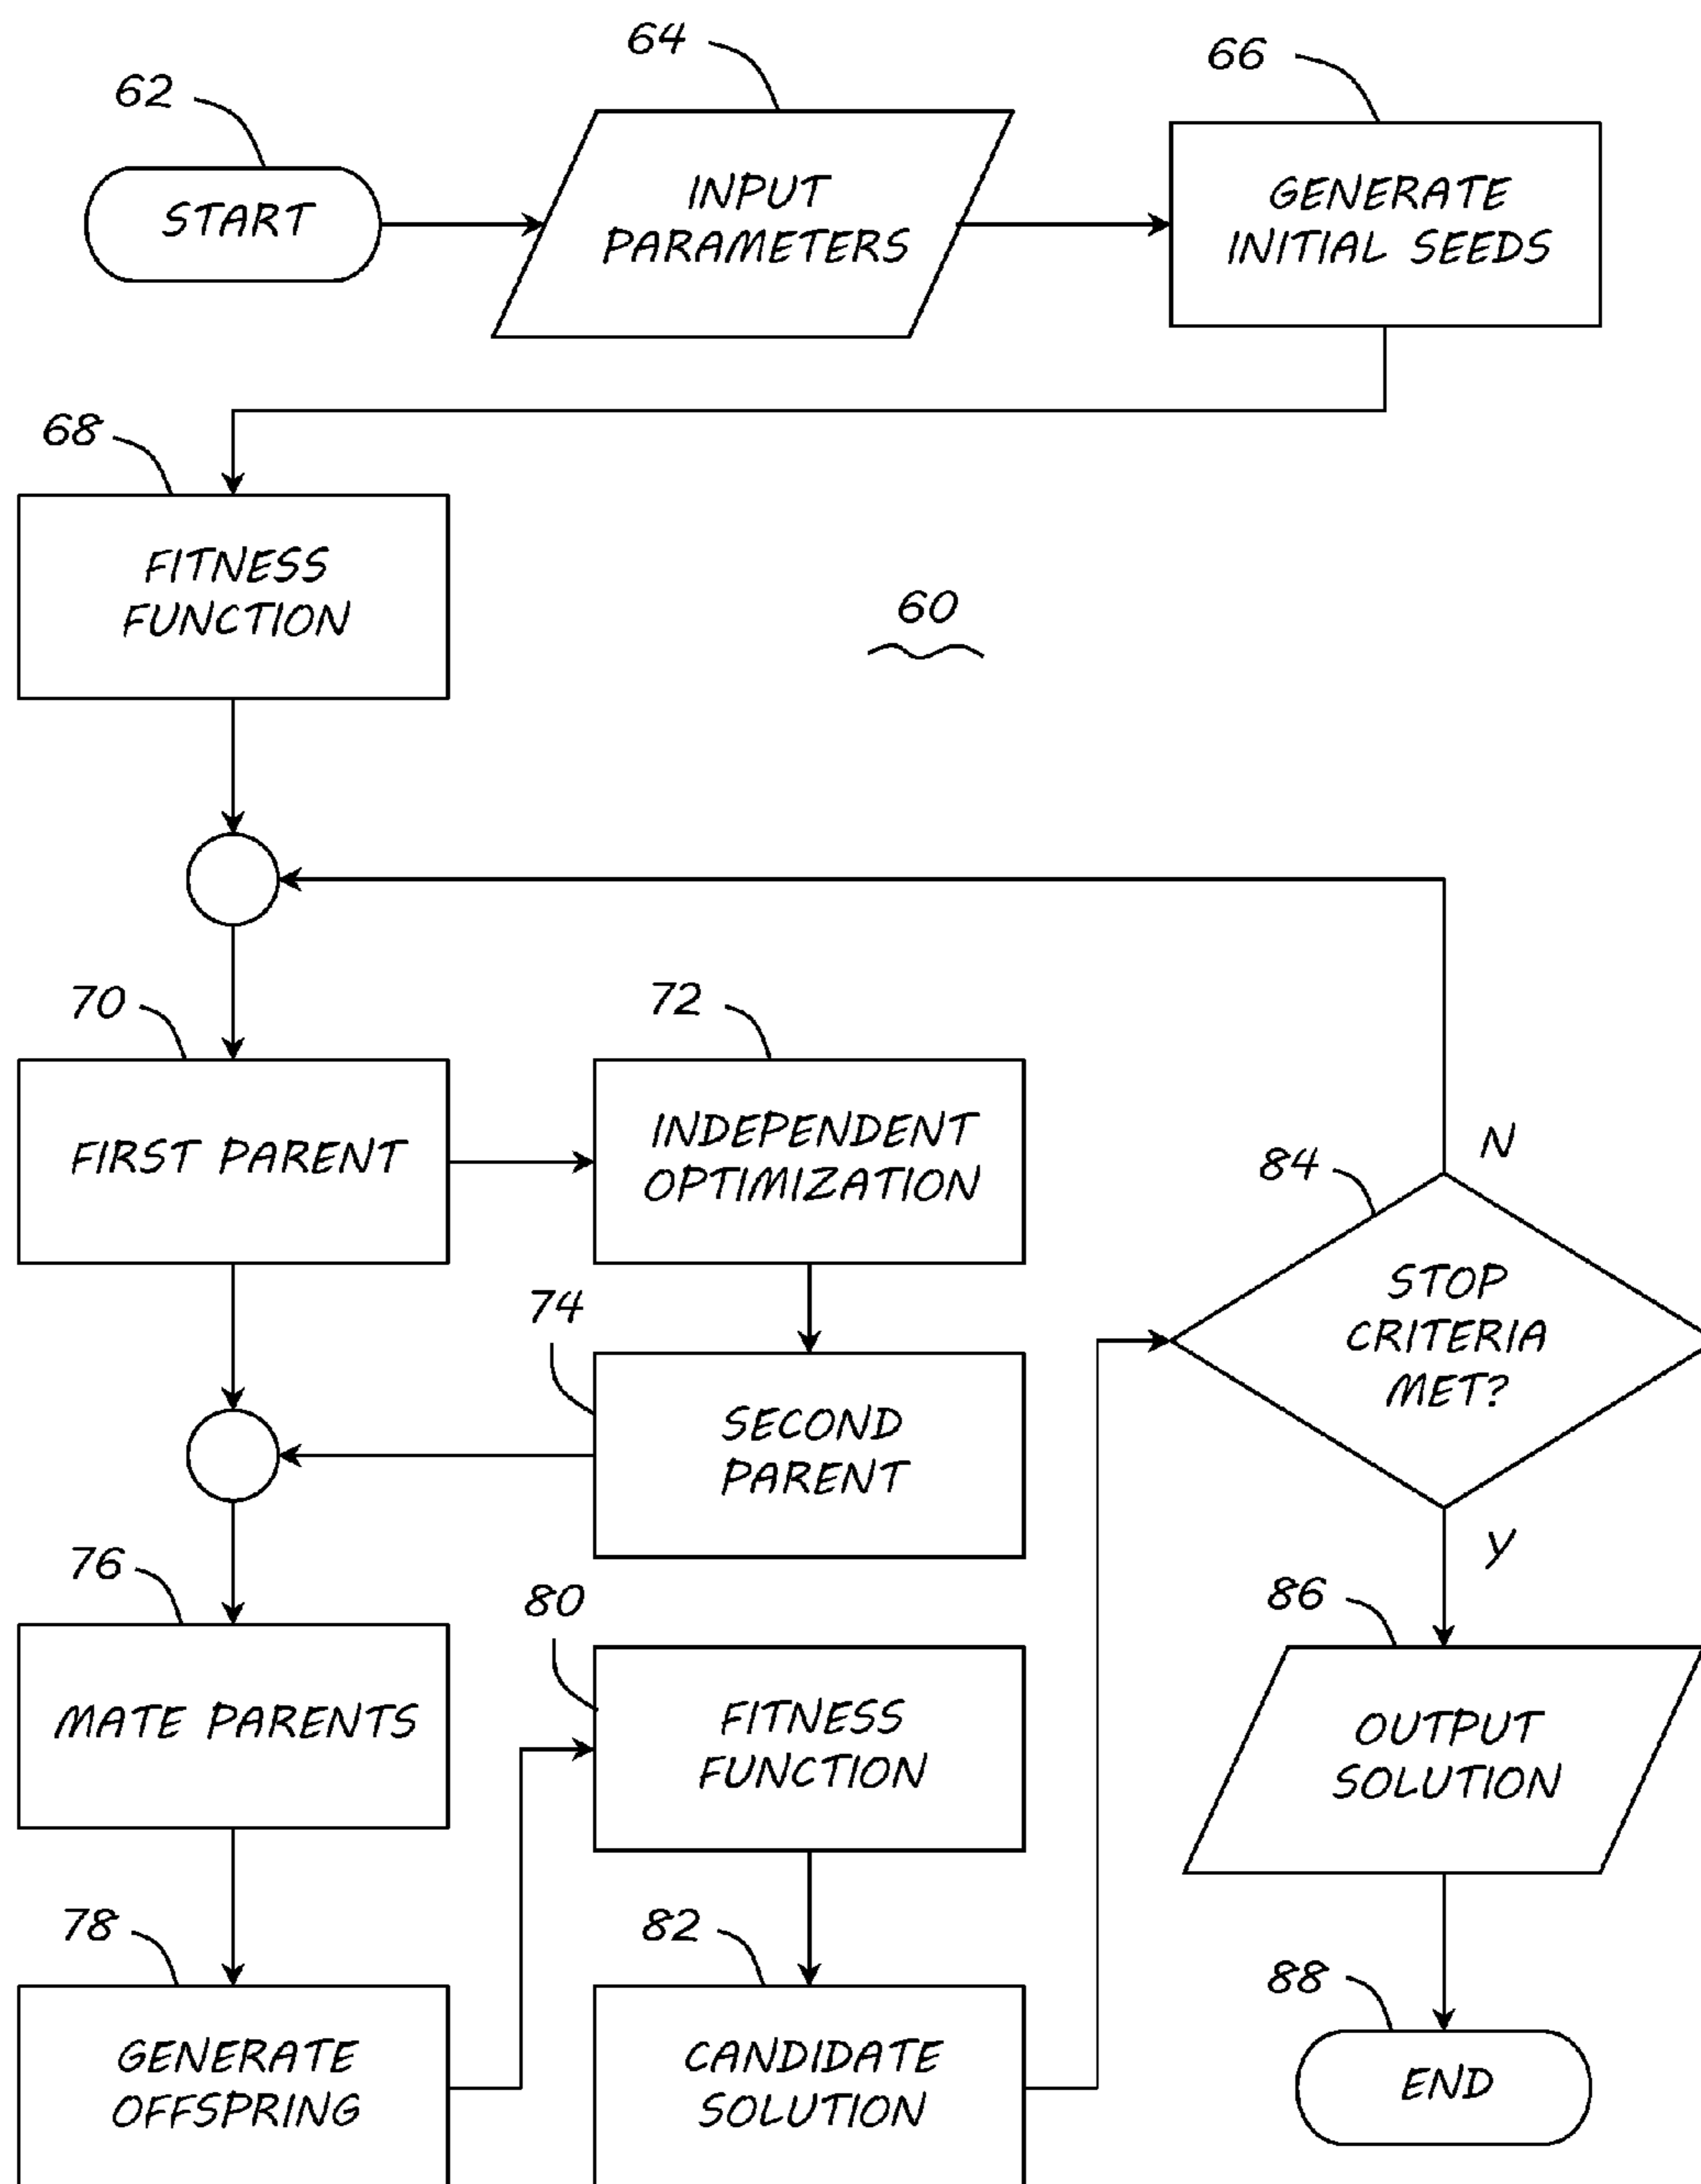 62
START
64
INPUT
PARAMETERS
66
GENERATE
INITIAL SEEDS
68
FITNESS
FUNCTION
60
70
FIRST PARENT
72
INDEPENDENT
OPTIMIZATION
74
SECOND
PARENT
76
MATE PARENTS
78
GENERATE
OFFSPRING
80
FITNESS
FUNCTION
82
CANDIDATE
SOLUTION
84
STOP
CRITERIA
MET?
N
Y
86
OUTPUT
SOLUTION
88
END